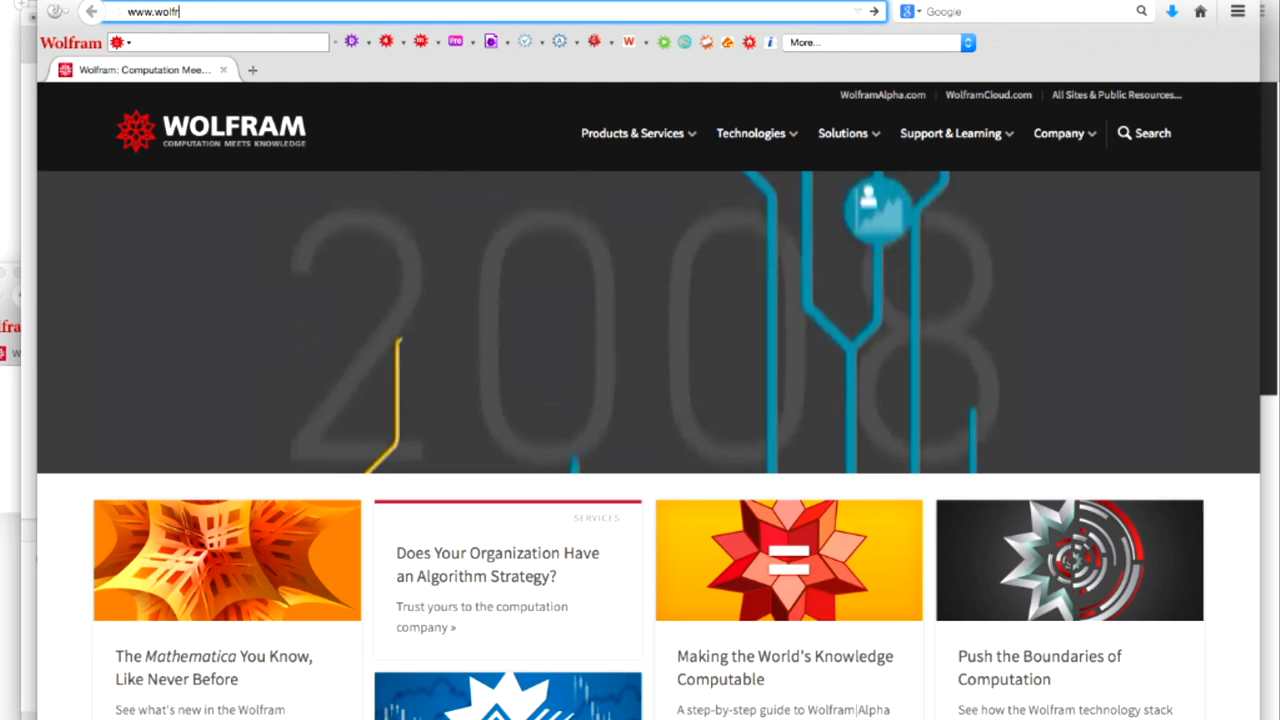 www.wolfr
Google
Wolfram
Pro
W
More...
Wolfram: Computation Mee...
WolframAlpha.com
WolframCloud.com
All Sites & Public Resources...
WOLFRAM
COMPUTATION MEETS KNOWLEDGE
Products & Services
Technologies
Solutions
Support & Learning
Company
Search
2008
lfra
W
SERVICES
Does Your Organization Have
an Algorithm Strategy?
Trust yours to the computation
company »
The Mathematica You Know,
Like Never Before
See what's new in the Wolfram
Making the World's Knowledge
Computable
A step-by-step guide to Wolfram|Alpha
Push the Boundaries of
Computation
See how the Wolfram technology stack